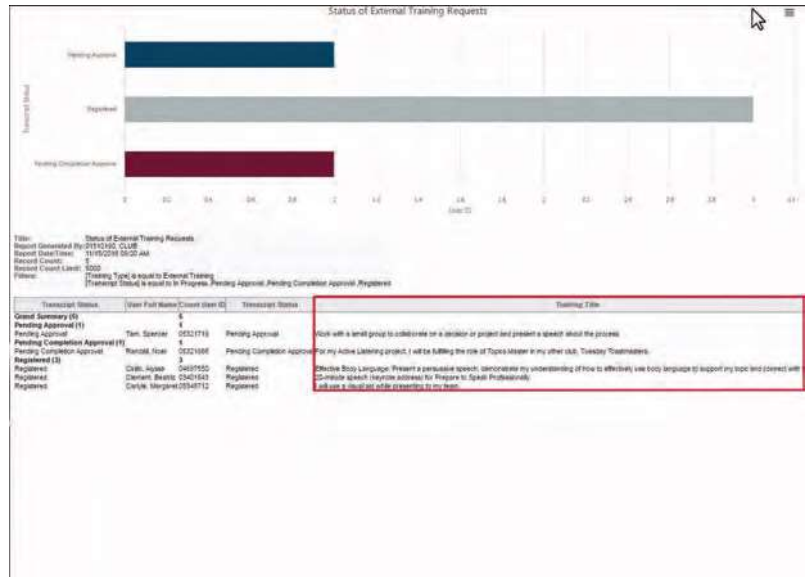 Status of External Training Requests
Transcript Status
Pending Approval
Registered
Pending Completion Approval
0 0.2 0.4 0.6 0.8 1 1.2 1.4 1.6 1.8 2 2.2 2.4 2.6 2.8 3
User ID
Title: Status of External Training Requests
Report Generated By: CLUB
Report Date/Time: AM
Record Count: 5
Record Count Limit: 5000
Filters: [Training Type] is equal to External Training
[Transcript Status] is equal to In Progress ,Pending Approval ,Pending Completion Approval ,Registered
Transcript Status User Full Name Count User ID Transcript Status Training Title
Grand Summary (5) 5
Pending Approval (1) 1
Pending Approval Spencer Pending Approval Work with a small group to collaborate on a decision or project and present a speech about the process.
Pending Completion Approval (1) 1
Pending Completion Approval Randall, Noel Pending Completion Approval For my Active Listening project, I will be fulfilling the role of Topics Master in my other club, Tuesday Toastmasters.
Registered (3) 3
Registered Registered Effective Body Language: Present a persuasive speech, demonstrate my understanding of how to effectively use body language to support my topic and connect with
Registered Clement, Beatriz Registered 20-minute speech (keynote address) for Prepare to Speak Professionally.
Registered Carlyle, Margaret Registered I will use a visual aid while presenting to my team.